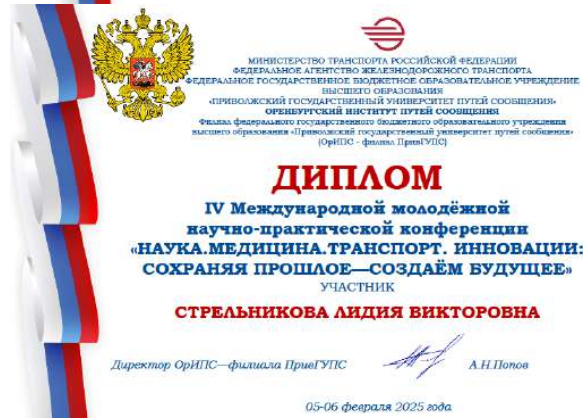 МИНИСТЕРСТВО ТРАНСПОРТА РОССИЙСКОЙ ФЕДЕРАЦИИ
ФЕДЕРАЛЬНОЕ АГЕНТСТВО ЖЕЛЕЗНОДОРОЖНОГО ТРАНСПОРТА
ФЕДЕРАЛЬНОЕ ГОСУДАРСТВЕННОЕ БЮДЖЕТНОЕ ОБРАЗОВАТЕЛЬНОЕ УЧРЕЖДЕНИЕ
ВЫСШЕГО ОБРАЗОВАНИЯ
«ПРИВОЛЖСКИЙ ГОСУДАРСТВЕННЫЙ УНИВЕРСИТЕТ ПУТЕЙ СООБЩЕНИЯ»
ОРЕНБУРГСКИЙ ИНСТИТУТ ПУТЕЙ СООБЩЕНИЯ
Филиал федерального государственного бюджетного образовательного учреждения
высшего образования «Приволжский государственный университет путей сообщения»
(ОрИПС - филиал ПривГУПС)
ДИПЛОМ
IV Международной молодёжной
научно-практической конференции
«НАУКА.МЕДИЦИНА.ТРАНСПОРТ. ИННОВАЦИИ:
СОХРАНЯЯ ПРОШЛОЕ—СОЗДАЁМ БУДУЩЕЕ»
УЧАСТНИК
СТРЕЛЬНИКОВА ЛИДИЯ ВИКТОРОВНА
Директор ОрИПС—филиала ПривГУПС А.Н.Попов
05-06 февраля 2025 года